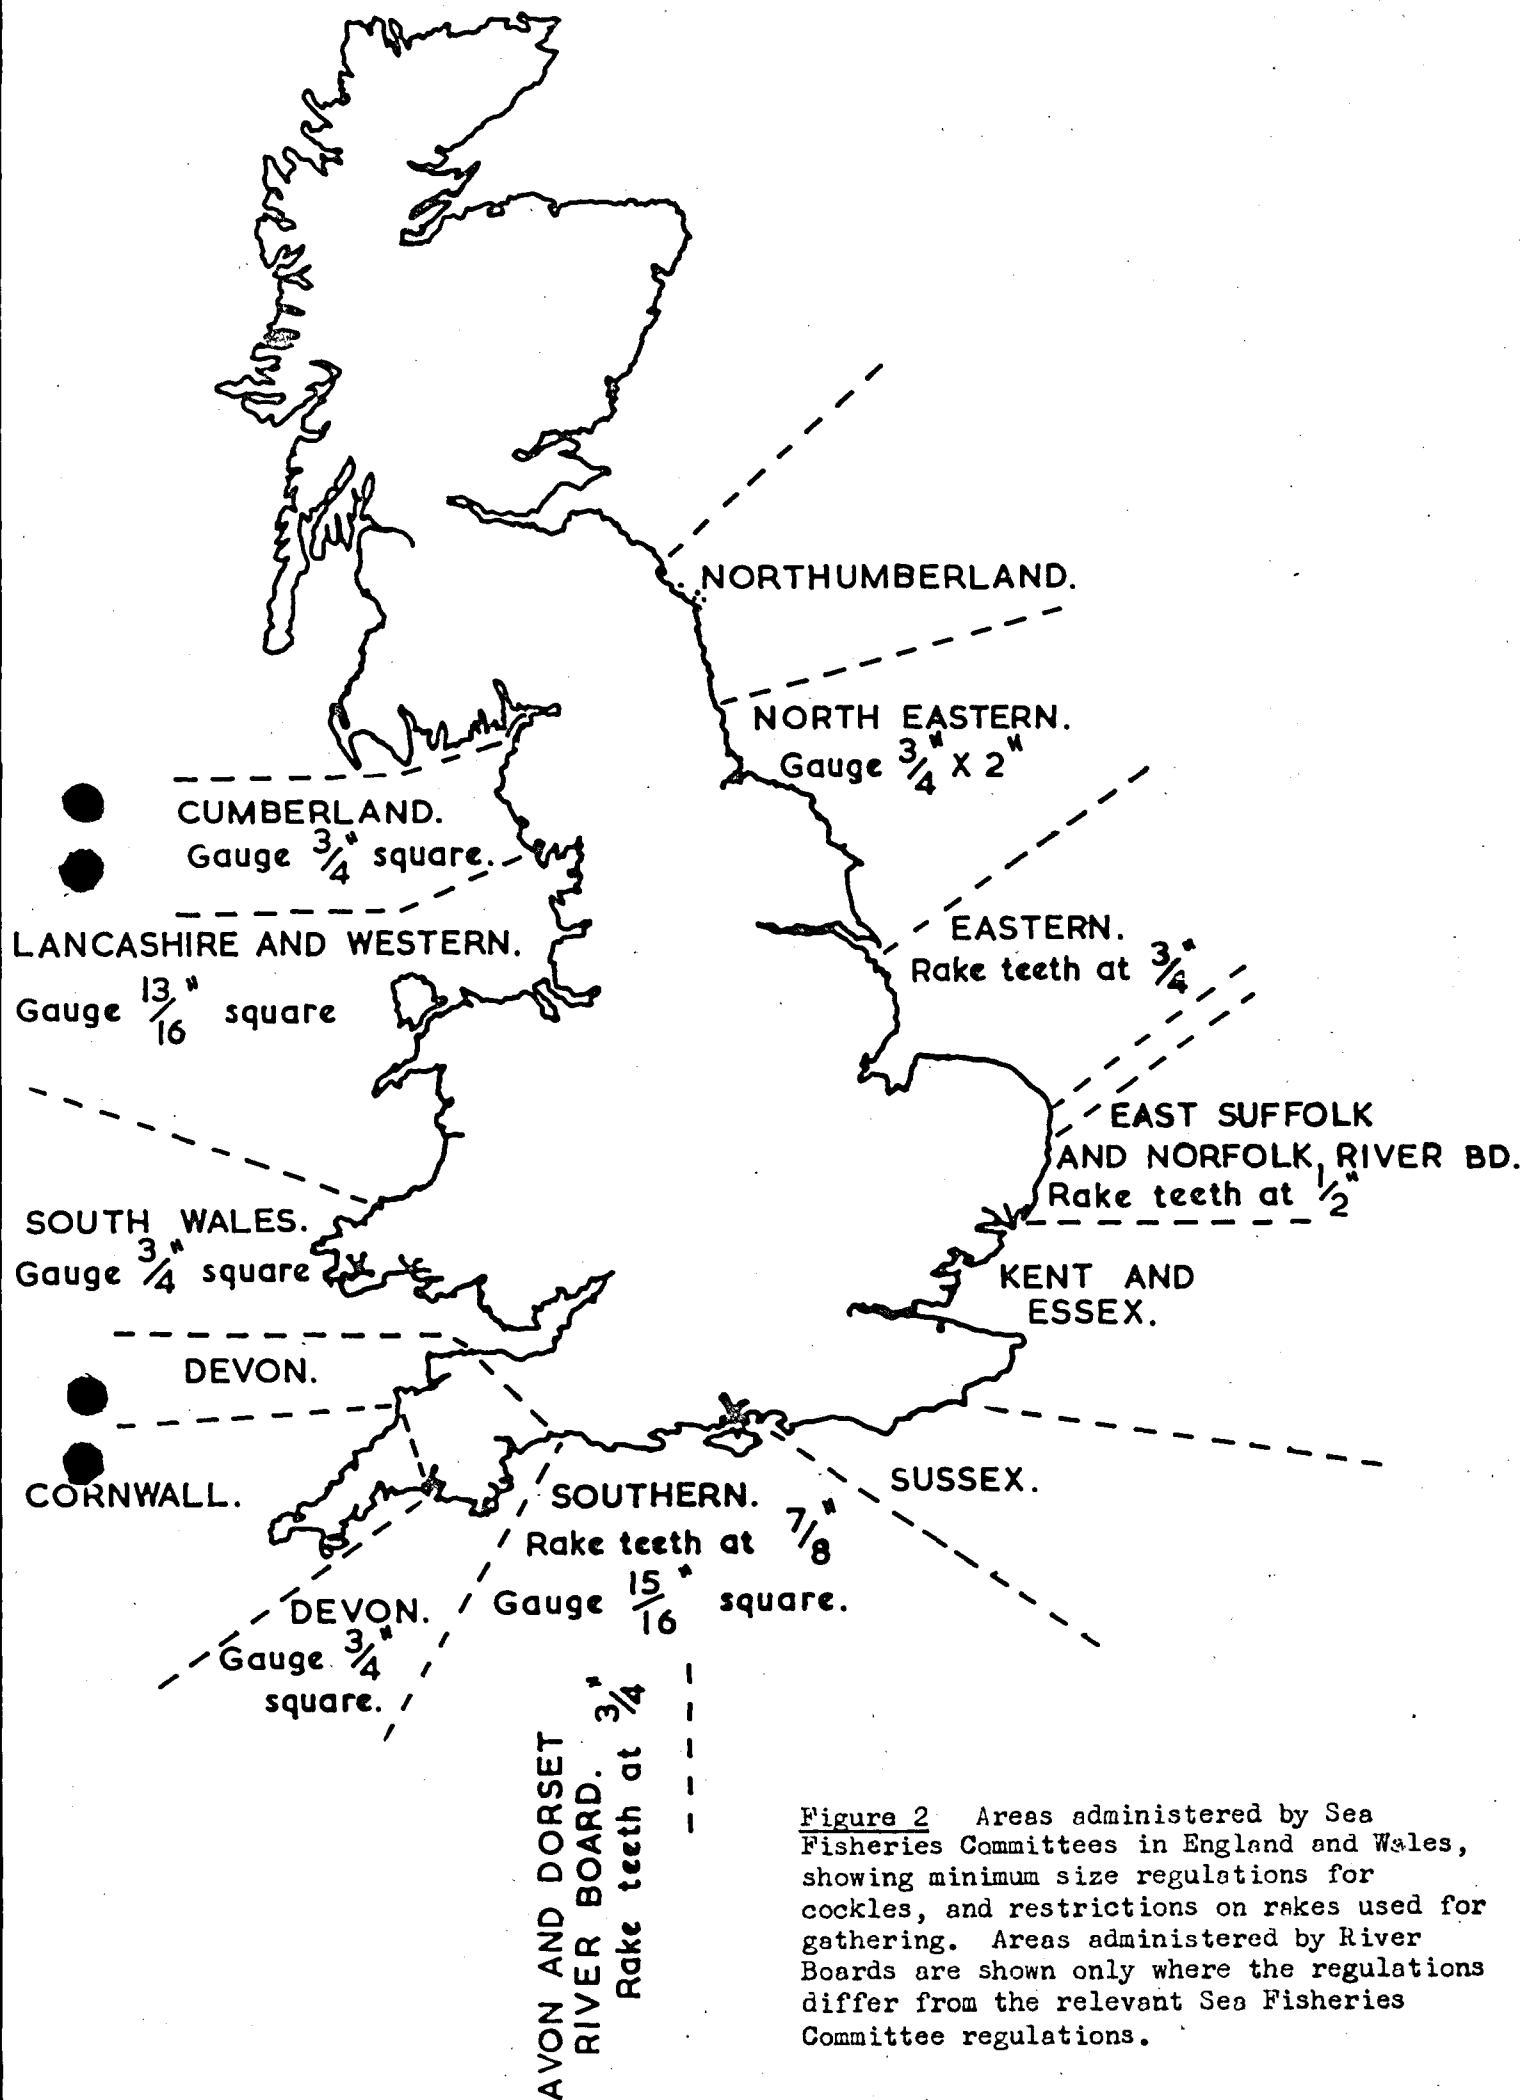 NORTHUMBERLAND.
NORTH EASTERN.
Gauge 3/4" X 2"
CUMBERLAND.
Gauge 3/4" square.
LANCASHIRE AND WESTERN.
Gauge 13/16" square
EASTERN.
Rake teeth at 3/4"
EAST SUFFOLK
AND NORFOLK, RIVER BD.
Rake teeth at 1/2"
SOUTH WALES.
Gauge 3/4" square
KENT AND
ESSEX.
DEVON.
CORNWALL.
SUSSEX.
SOUTHERN.
Rake teeth at 7/8"
Gauge 15/16" square.
DEVON.
Gauge 3/4"
square.
AVON AND DORSET
RIVER BOARD.
Rake teeth at 3/4"
Figure 2 Areas administered by Sea
Fisheries Committees in England and Wales,
showing minimum size regulations for
cockles, and restrictions on rakes used for
gathering. Areas administered by River
Boards are shown only where the regulations
differ from the relevant Sea Fisheries
Committee regulations.